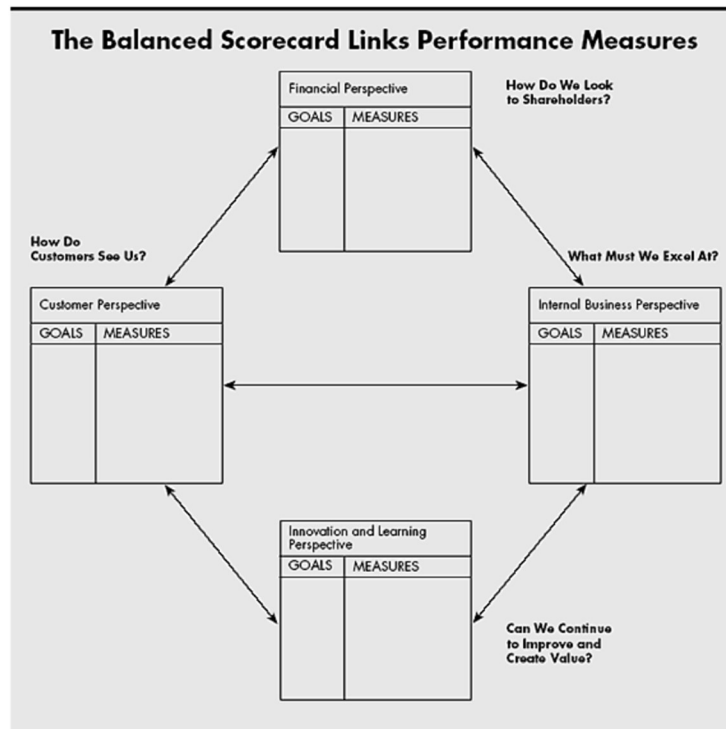 The Balanced Scorecard Links Performance Measures
Financial Perspective
GOALS MEASURES
How Do We Look
to Shareholders?
How Do
Customers See Us?
What Must We Excel At?
Customer Perspective
GOALS MEASURES
Internal Business Perspective
GOALS MEASURES
Innovation and Learning
Perspective
GOALS MEASURES
Can We Continue
to Improve and
Create Value?